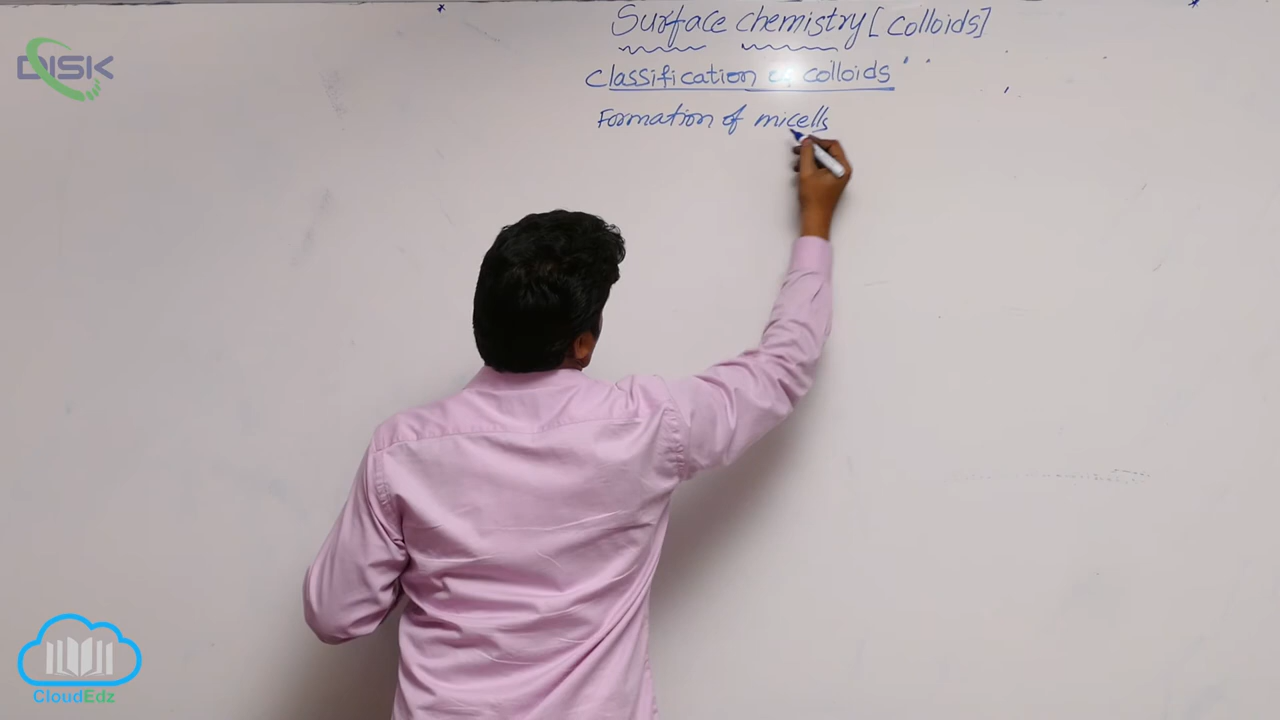 Surface chemistry [Colloids]
Classification of colloids
Formation of micells
DISK
CloudEdz